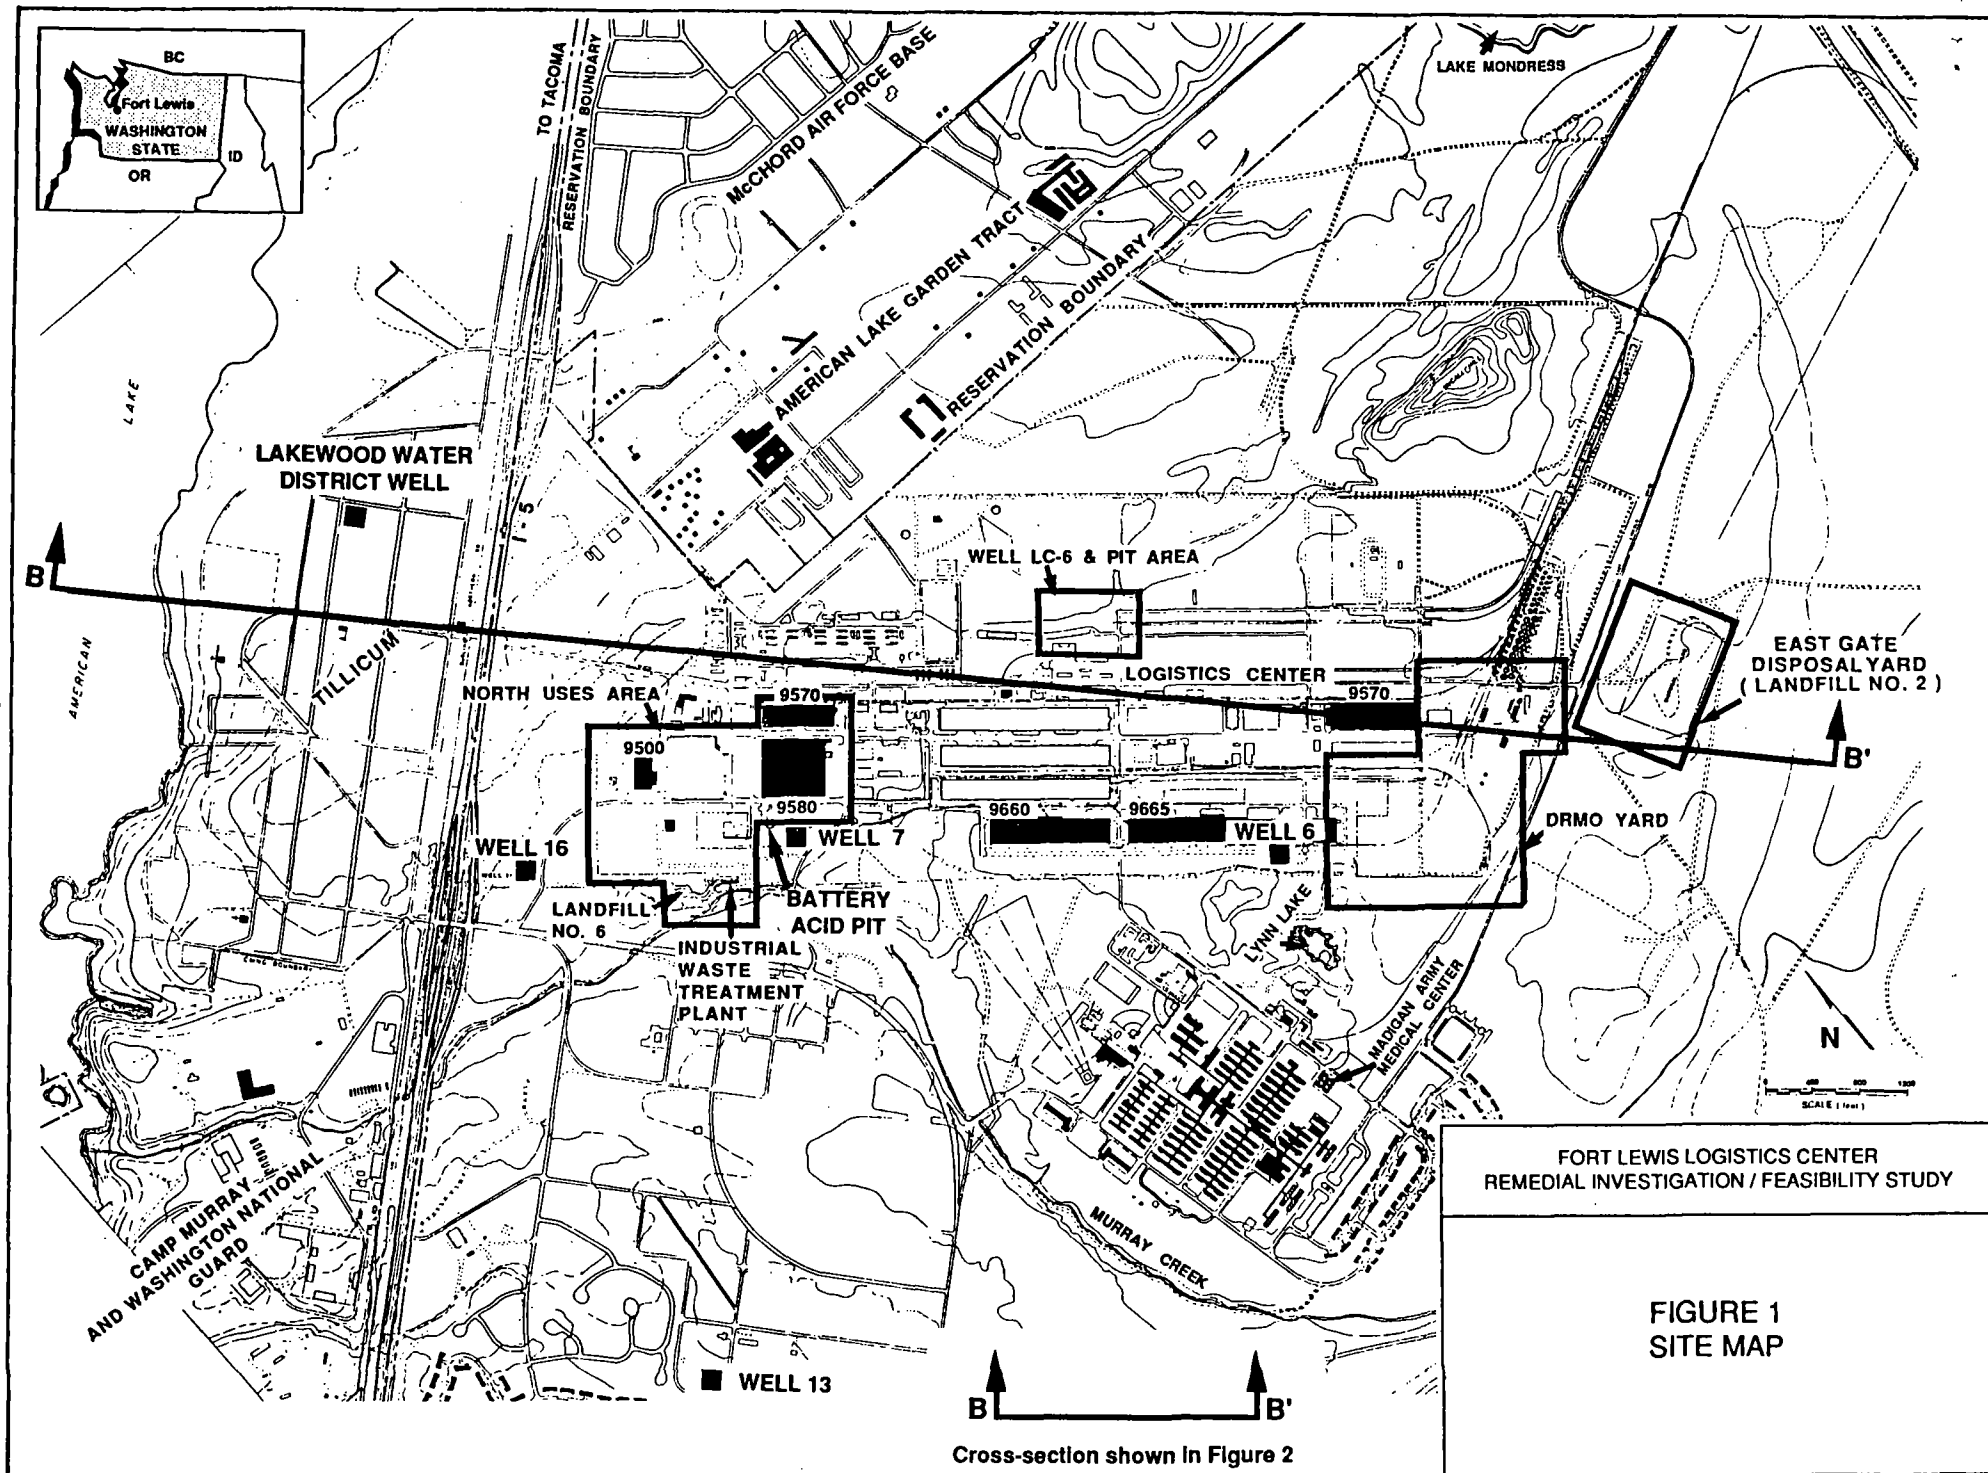 BC
Fort Lewis
WASHINGTON
STATE
ID
OR
TO TACOMA
RESERVATION BOUNDARY
McCHORD AIR FORCE BASE
LAKE MONDRESS
AMERICAN LAKE GARDEN TRACT
RESERVATION BOUNDARY
LAKE
LAKEWOOD WATER
DISTRICT WELL
I-5
B
WELL LC-6 & PIT AREA
AMERICAN
TILLICUM
LOGISTICS CENTER
EAST GATE
DISPOSAL YARD
( LANDFILL NO. 2 )
NORTH USES AREA
9570
9570
9500
B'
9580
9660
9665
WELL 6
DRMO YARD
WELL 16
WELL 7
LANDFILL
NO. 6
BATTERY
ACID PIT
LYNN LAKE
INDUSTRIAL
WASTE
TREATMENT
PLANT
MADIGAN ARMY
MEDICAL CENTER
N
SCALE ( feet )
CAMP MURRAY
AND WASHINGTON NATIONAL
GUARD
MURRAY CREEK
FORT LEWIS LOGISTICS CENTER
REMEDIAL INVESTIGATION / FEASIBILITY STUDY
FIGURE 1
SITE MAP
WELL 13
B
B'
Cross-section shown in Figure 2